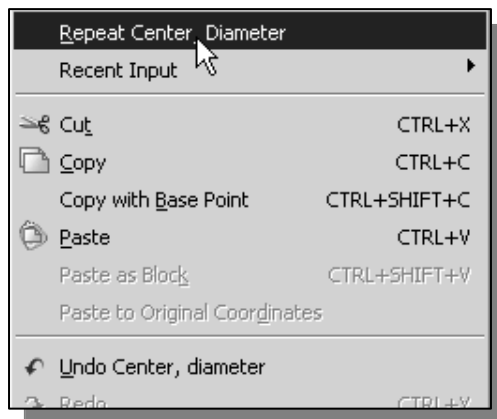 Repeat Center, Diameter
Recent Input
Cut CTRL+X
Copy CTRL+C
Copy with Base Point CTRL+SHIFT+C
Paste CTRL+V
Paste as Block CTRL+SHIFT+V
Paste to Original Coordinates
Undo Center, diameter
Redo CTRL+Y